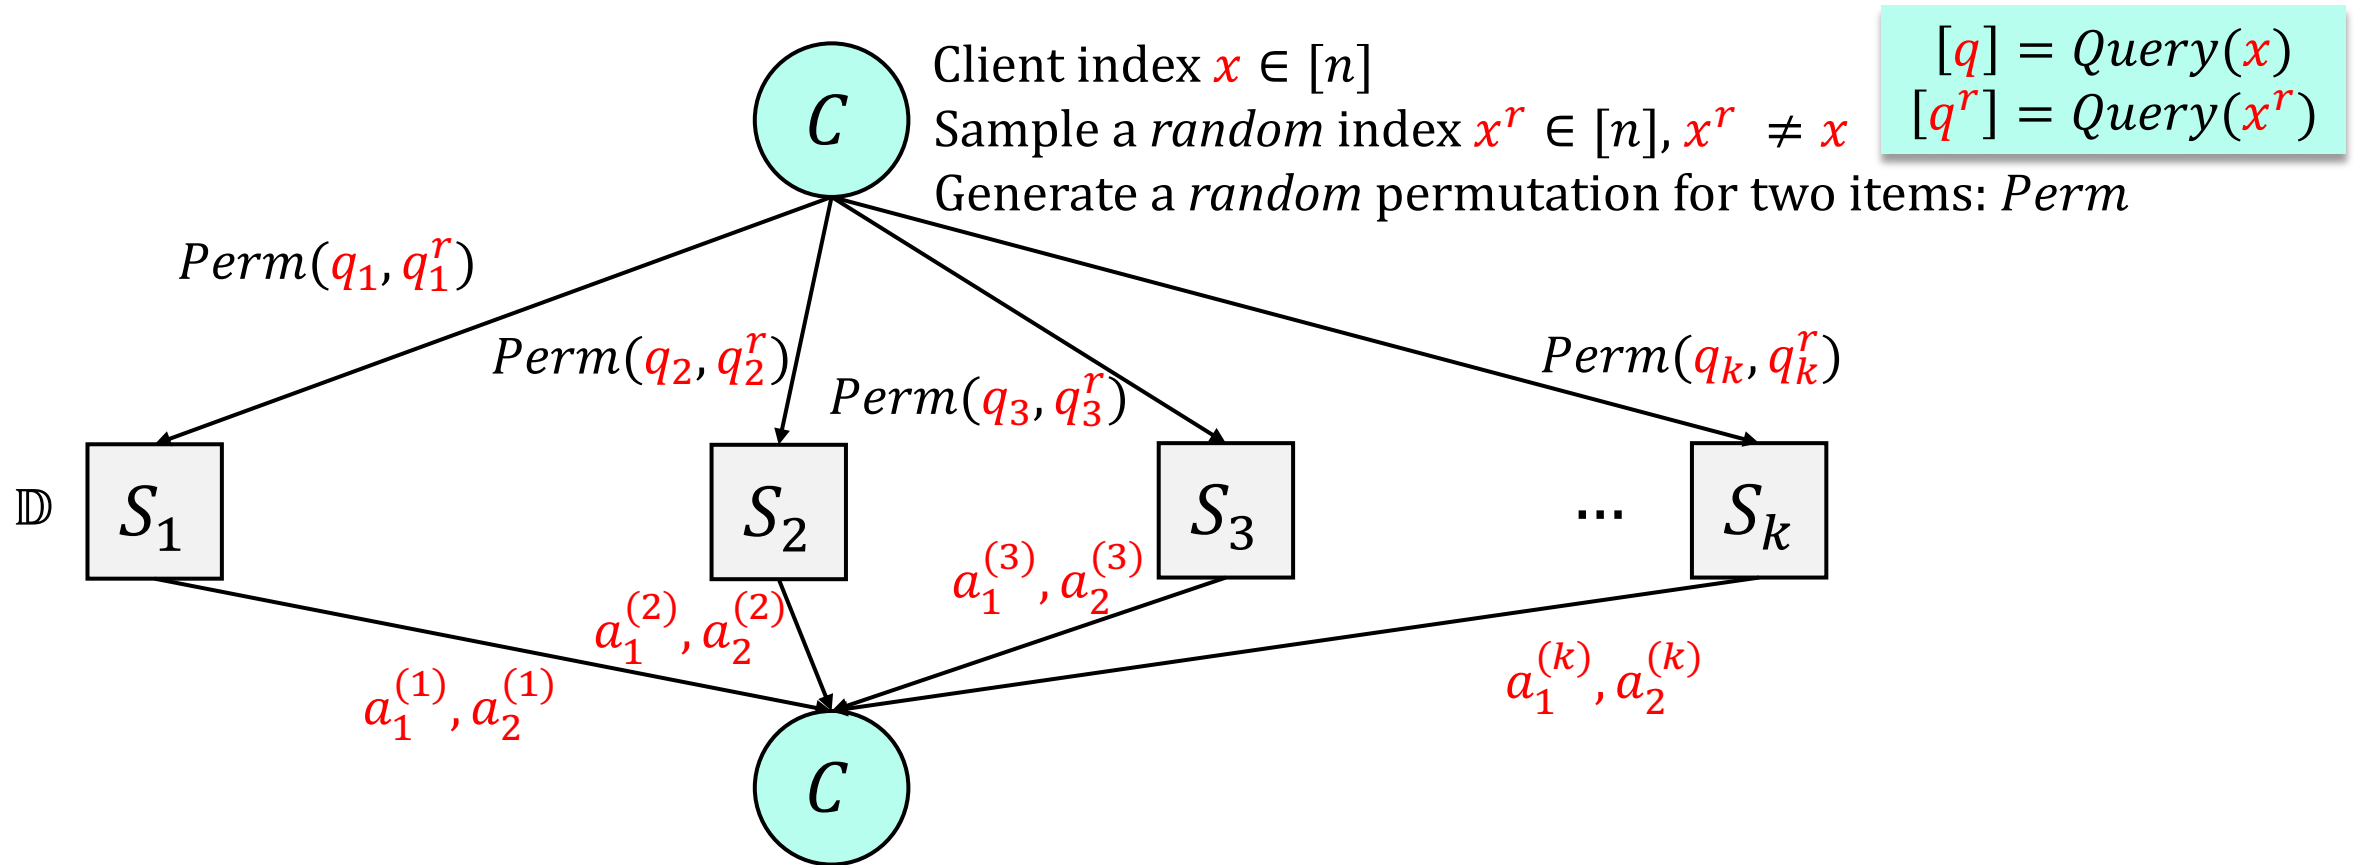 C
Client index x ∈ [n]
Sample a random index x^r ∈ [n], x^r ≠ x
Generate a random permutation for two items: Perm
[q] = Query(x)
[q^r] = Query(x^r)
Perm(q_1, q_1^r)
Perm(q_2, q_2^r)
Perm(q_3, q_3^r)
Perm(q_k, q_k^r)
𝔻
S_1
S_2
S_3
...
S_k
a_1^(1), a_2^(1)
a_1^(2), a_2^(2)
a_1^(3), a_2^(3)
a_1^(k), a_2^(k)
C